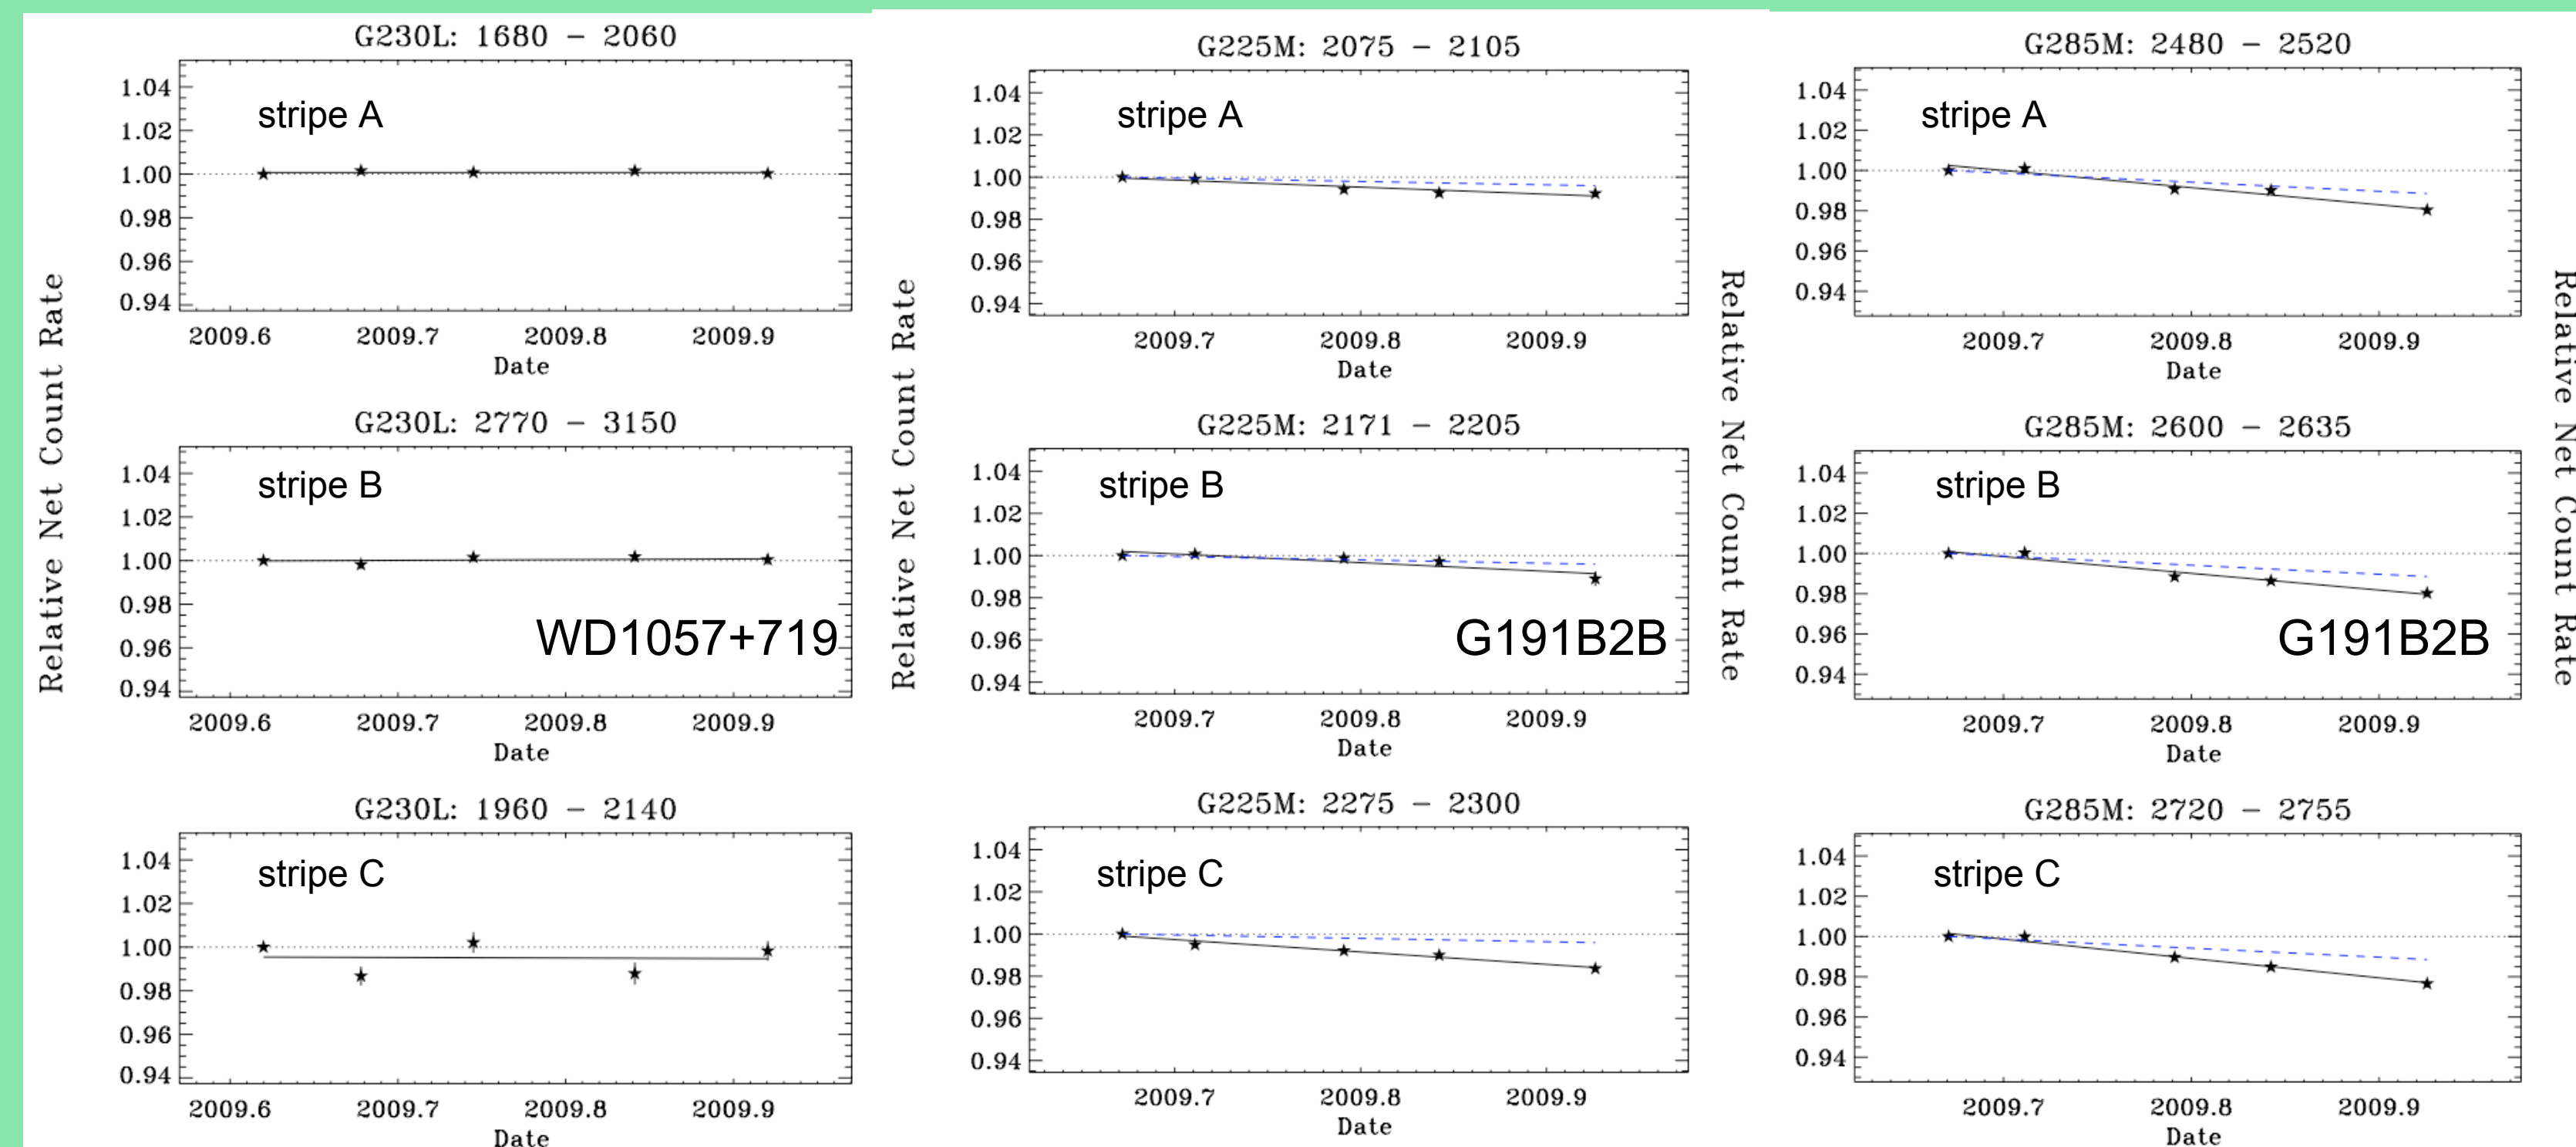 G230L: 1680 – 2060
stripe A
1.04
1.02
1.00
0.98
0.96
0.94
2009.6 2009.7 2009.8 2009.9
Date
G230L: 2770 – 3150
stripe B
1.04
1.02
1.00
0.98
0.96
0.94
WD1057+719
2009.6 2009.7 2009.8 2009.9
Date
G230L: 1960 – 2140
stripe C
1.04
1.02
1.00
0.98
0.96
0.94
2009.6 2009.7 2009.8 2009.9
Date
Relative Net Count Rate
G225M: 2075 – 2105
stripe A
1.04
1.02
1.00
0.98
0.96
0.94
2009.7 2009.8 2009.9
Date
G225M: 2171 – 2205
stripe B
1.04
1.02
1.00
0.98
0.96
0.94
G191B2B
2009.7 2009.8 2009.9
Date
G225M: 2275 – 2300
stripe C
1.04
1.02
1.00
0.98
0.96
0.94
2009.7 2009.8 2009.9
Date
Relative Net Count Rate
G285M: 2480 – 2520
stripe A
1.04
1.02
1.00
0.98
0.96
0.94
2009.7 2009.8 2009.9
Date
G285M: 2600 – 2635
stripe B
1.04
1.02
1.00
0.98
0.96
0.94
G191B2B
2009.7 2009.8 2009.9
Date
G285M: 2720 – 2755
stripe C
1.04
1.02
1.00
0.98
0.96
0.94
2009.7 2009.8 2009.9
Date
Relative Net Count Rate
Relative Net Count Rate